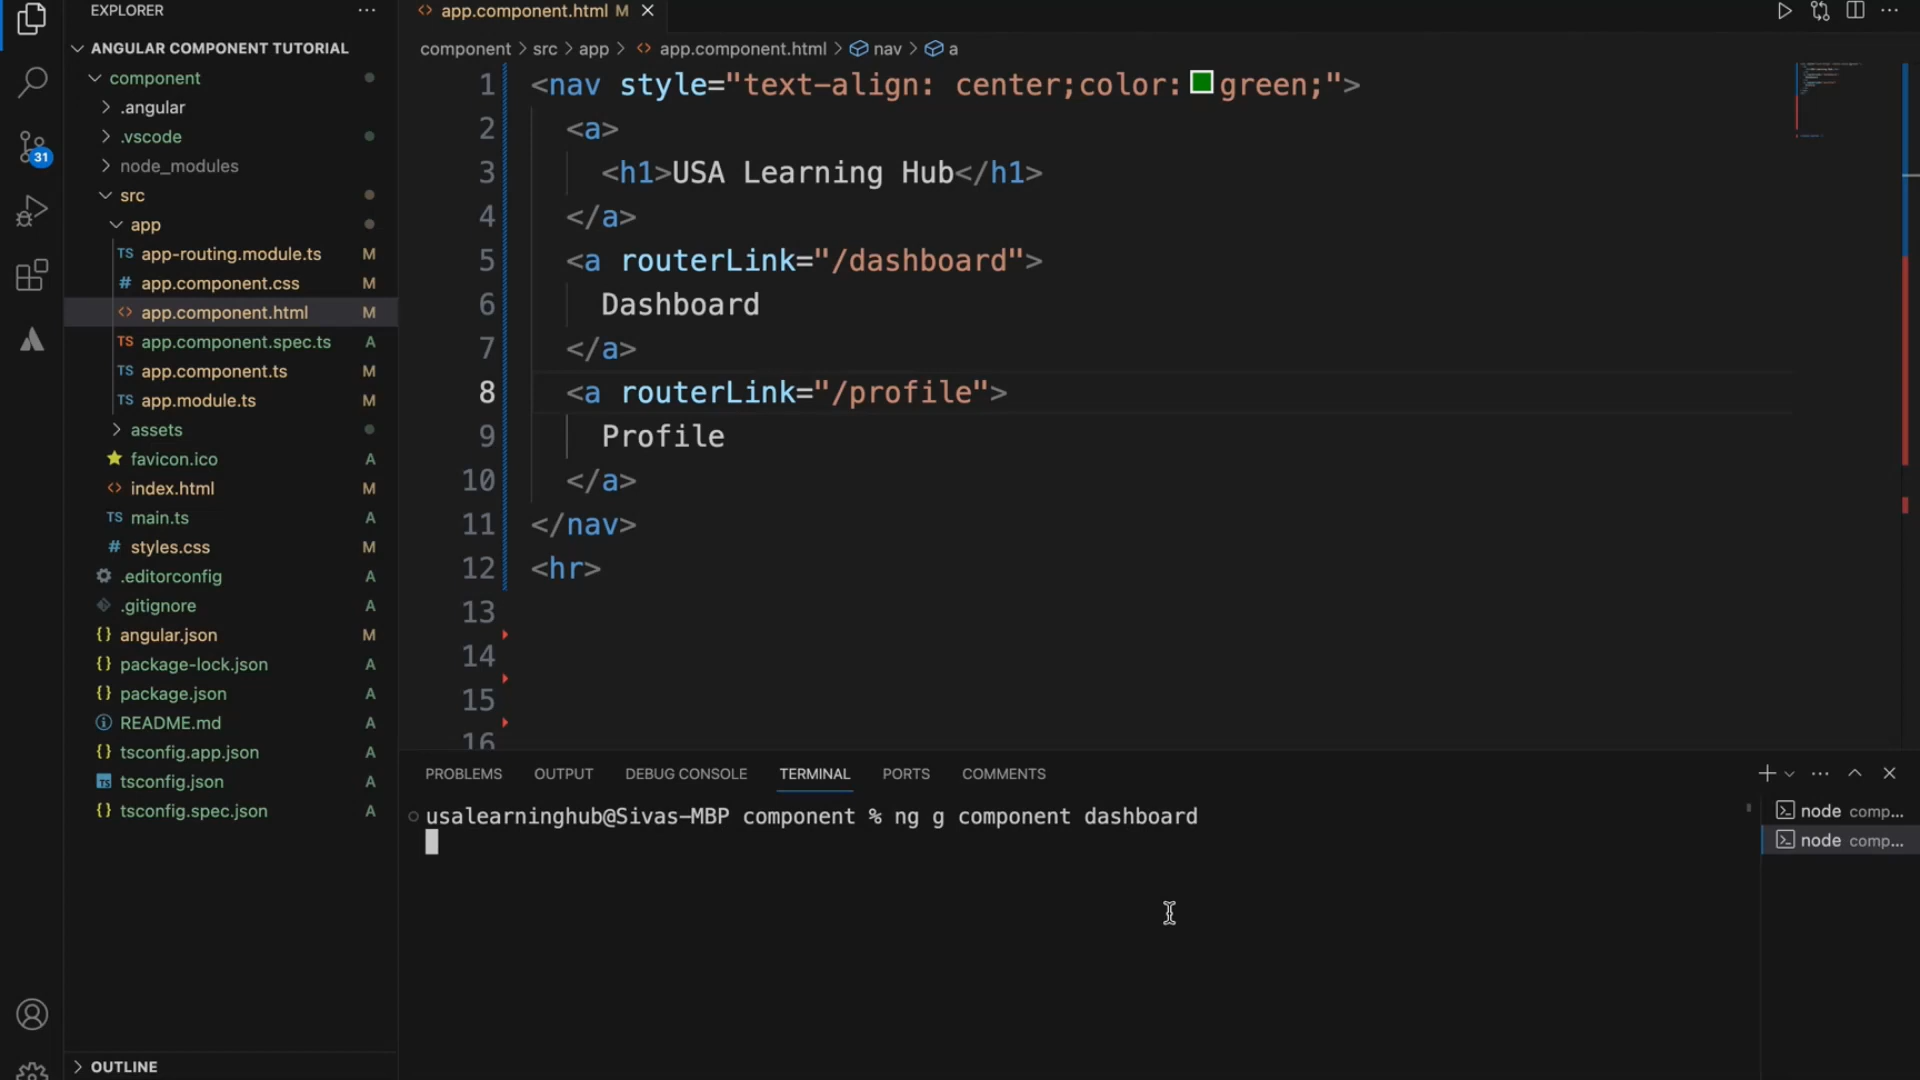 EXPLORER
ANGULAR COMPONENT TUTORIAL
component
.angular
.vscode
node_modules
src
app
TS app-routing.module.ts M
# app.component.css M
<> app.component.html M
TS app.component.spec.ts A
TS app.component.ts M
TS app.module.ts M
assets
favicon.ico A
<> index.html M
TS main.ts A
# styles.css M
.editorconfig A
.gitignore A
{} angular.json M
{} package-lock.json A
{} package.json A
README.md A
{} tsconfig.app.json A
TS tsconfig.json A
{} tsconfig.spec.json A
OUTLINE
31
<> app.component.html M
component > src > app > <> app.component.html > nav > a
1 <nav style="text-align: center;color:green;">
2 <a>
3 <h1>USA Learning Hub</h1>
4 </a>
5 <a routerLink="/dashboard">
6 Dashboard
7 </a>
8 <a routerLink="/profile">
9 Profile
10 </a>
11 </nav>
12 <hr>
13
14
15
16
PROBLEMS OUTPUT DEBUG CONSOLE TERMINAL PORTS COMMENTS
usalearninghub@Sivas-MBP component % ng g component dashboard
node comp...
node comp...